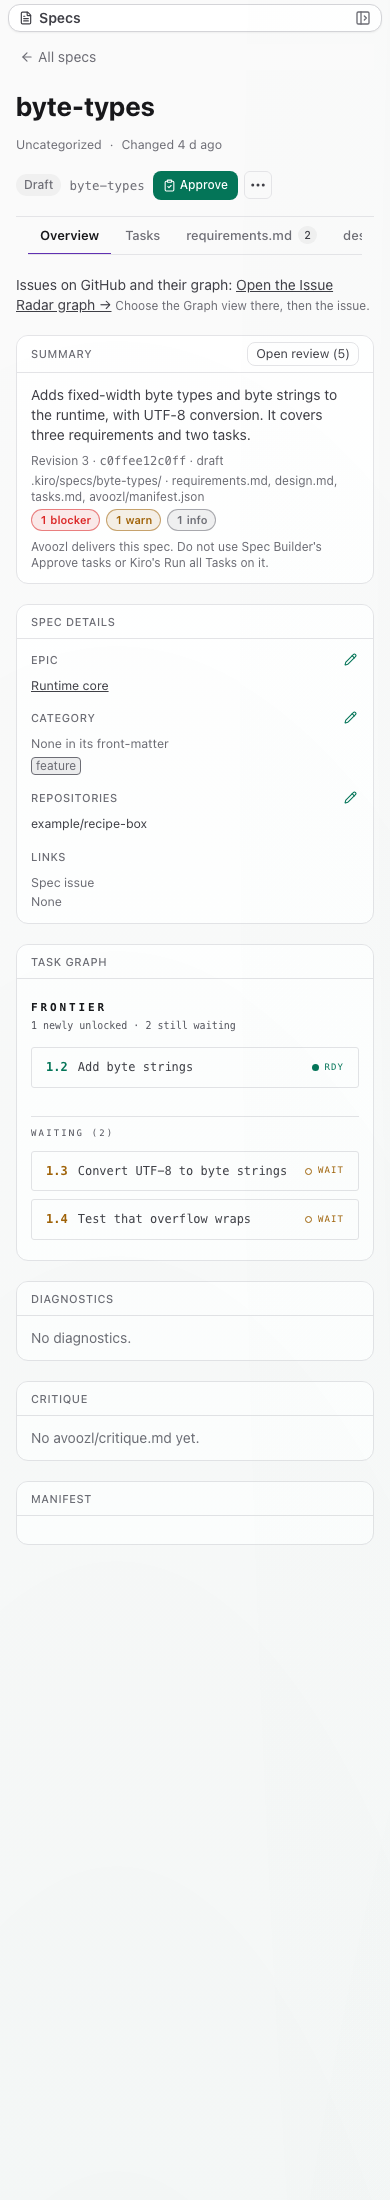 Specs
All specs
byte-types
Uncategorized · Changed 4 d ago
Draft byte-types Approve
Overview Tasks requirements.md 2 des
Issues on GitHub and their graph: Open the Issue
Radar graph → Choose the Graph view there, then the issue.
SUMMARY Open review (5)
Adds fixed-width byte types and byte strings to
the runtime, with UTF-8 conversion. It covers
three requirements and two tasks.
Revision 3 · c0ffee12c0ff · draft
.kiro/specs/byte-types/ · requirements.md, design.md,
tasks.md, avoozl/manifest.json
1 blocker 1 warn 1 info
Avoozl delivers this spec. Do not use Spec Builder's
Approve tasks or Kiro's Run all Tasks on it.
SPEC DETAILS
EPIC
Runtime core
CATEGORY
None in its front-matter
feature
REPOSITORIES
example/recipe-box
LINKS
Spec issue
None
TASK GRAPH
FRONTIER
1 newly unlocked · 2 still waiting
1.2 Add byte strings RDY
WAITING (2)
1.3 Convert UTF-8 to byte strings WAIT
1.4 Test that overflow wraps WAIT
DIAGNOSTICS
No diagnostics.
CRITIQUE
No avoozl/critique.md yet.
MANIFEST